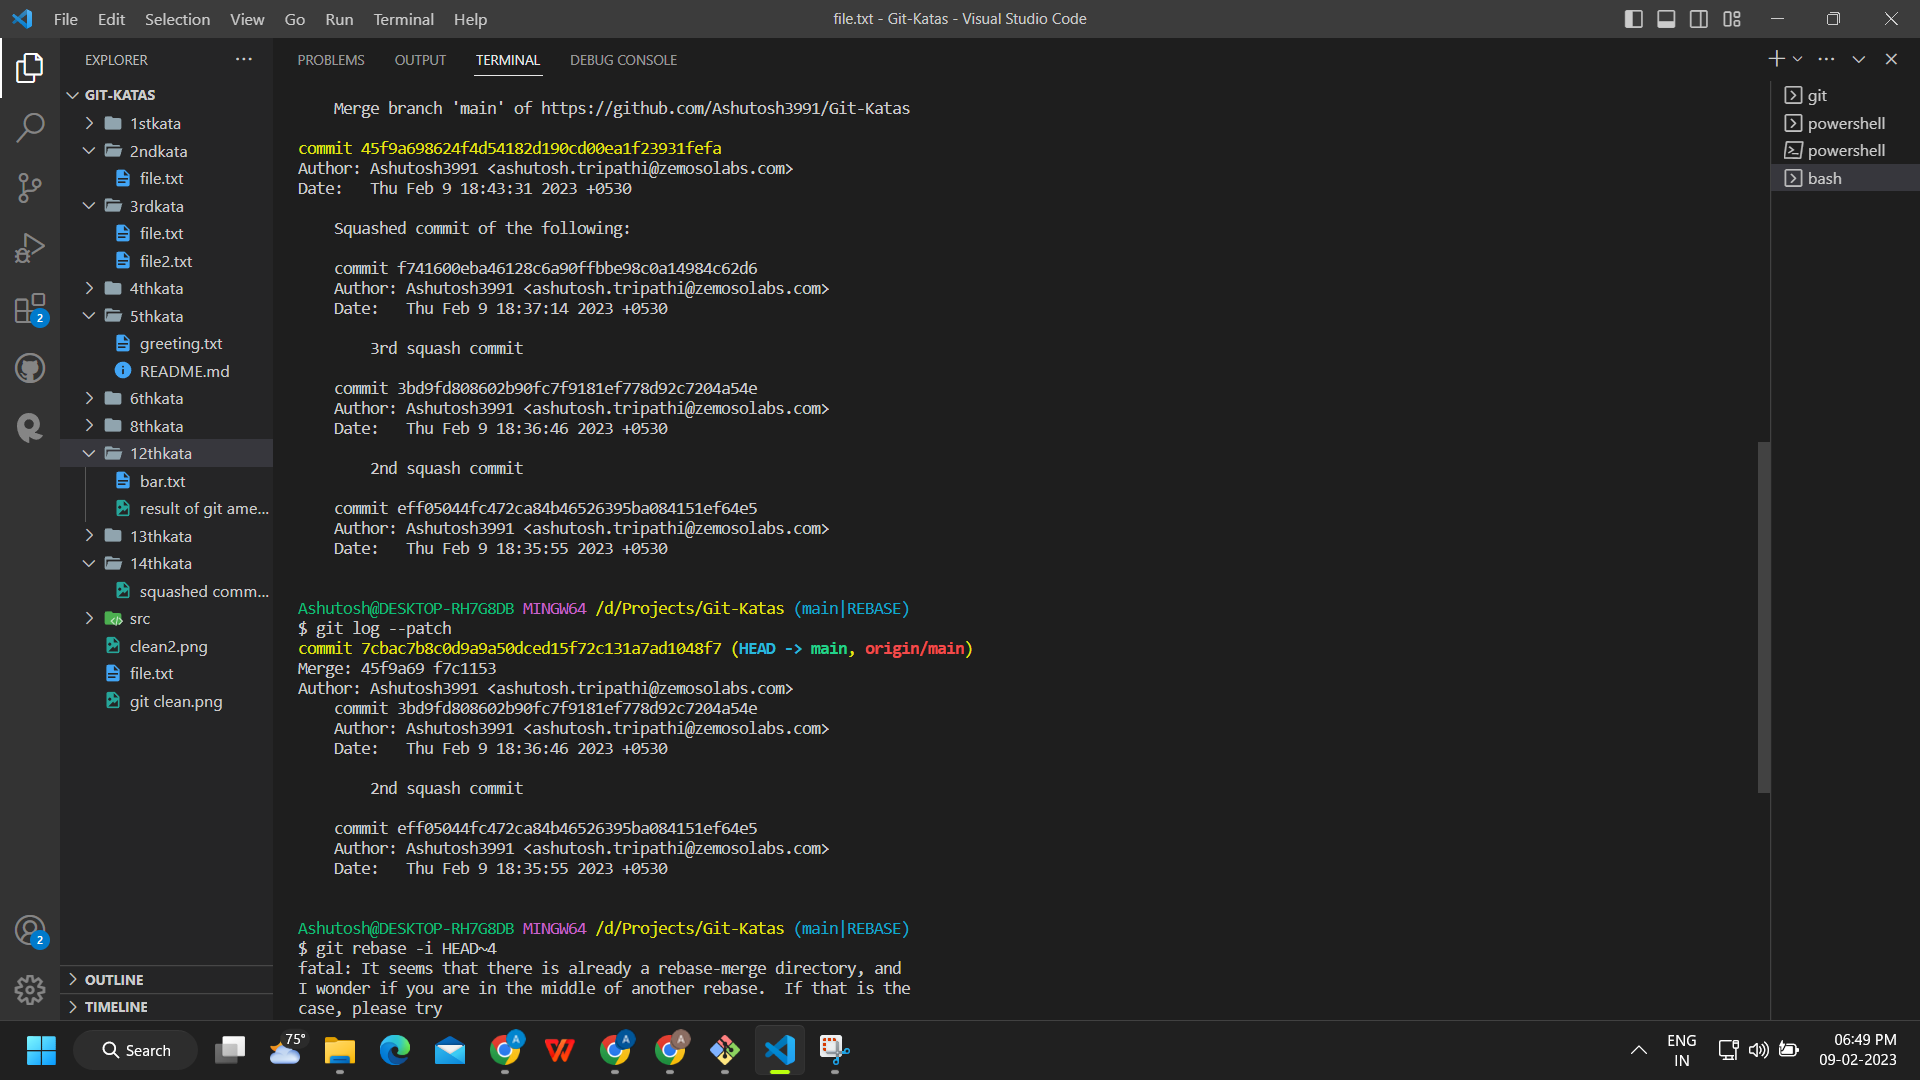 File Edit Selection View Go Run Terminal Help
file.txt - Git-Katas - Visual Studio Code
EXPLORER
GIT-KATAS
1stkata
2ndkata
file.txt
3rdkata
file.txt
file2.txt
4thkata
5thkata
greeting.txt
README.md
6thkata
8thkata
12thkata
bar.txt
result of git ame...
13thkata
14thkata
squashed comm...
src
clean2.png
file.txt
git clean.png
OUTLINE
TIMELINE
2
2
PROBLEMS OUTPUT TERMINAL DEBUG CONSOLE
Merge branch 'main' of https://github.com/Ashutosh3991/Git-Katas
commit 45f9a698624f4d54182d190cd00ea1f23931fefa
Author: Ashutosh3991 <ashutosh.tripathi@zemosolabs.com>
Date:   Thu Feb 9 18:43:31 2023 +0530
Squashed commit of the following:
commit f741600eba46128c6a90ffbbe98c0a14984c62d6
Author: Ashutosh3991 <ashutosh.tripathi@zemosolabs.com>
Date:   Thu Feb 9 18:37:14 2023 +0530
3rd squash commit
commit 3bd9fd808602b90fc7f9181ef778d92c7204a54e
Author: Ashutosh3991 <ashutosh.tripathi@zemosolabs.com>
Date:   Thu Feb 9 18:36:46 2023 +0530
2nd squash commit
commit eff05044fc472ca84b46526395ba084151ef64e5
Author: Ashutosh3991 <ashutosh.tripathi@zemosolabs.com>
Date:   Thu Feb 9 18:35:55 2023 +0530
Ashutosh@DESKTOP-RH7G8DB MINGW64 /d/Projects/Git-Katas (main|REBASE)
$ git log --patch
commit 7cbac7b8c0d9a9a50dced15f72c131a7ad1048f7 (HEAD -> main, origin/main)
Merge: 45f9a69 f7c1153
Author: Ashutosh3991 <ashutosh.tripathi@zemosolabs.com>
commit 3bd9fd808602b90fc7f9181ef778d92c7204a54e
Author: Ashutosh3991 <ashutosh.tripathi@zemosolabs.com>
Date:   Thu Feb 9 18:36:46 2023 +0530
2nd squash commit
commit eff05044fc472ca84b46526395ba084151ef64e5
Author: Ashutosh3991 <ashutosh.tripathi@zemosolabs.com>
Date:   Thu Feb 9 18:35:55 2023 +0530
Ashutosh@DESKTOP-RH7G8DB MINGW64 /d/Projects/Git-Katas (main|REBASE)
$ git rebase -i HEAD~4
fatal: It seems that there is already a rebase-merge directory, and
I wonder if you are in the middle of another rebase.  If that is the
case, please try
git
powershell
powershell
bash
Search
75°
A
A
A
ENG
IN
06:49 PM
09-02-2023